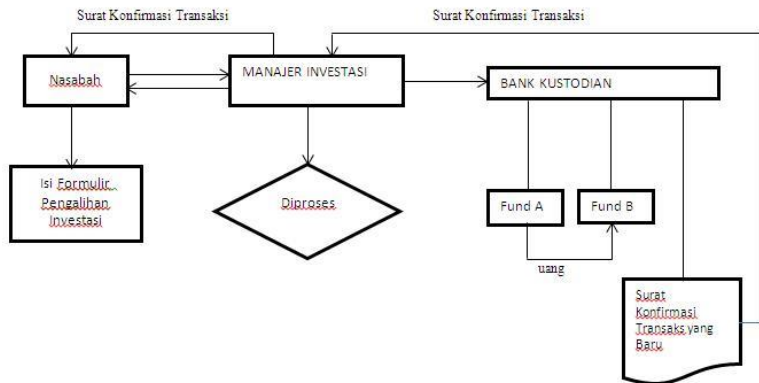 Surat Konfirmasi Transaksi
Surat Konfirmasi Transaksi
Nasabah
MANAJER INVESTASI
BANK KUSTODIAN
Isi Formulir
Pengalihan
Investasi
Diproses
Fund A
Fund B
uang
Surat
Konfirmasi
Transaks yang
Baru